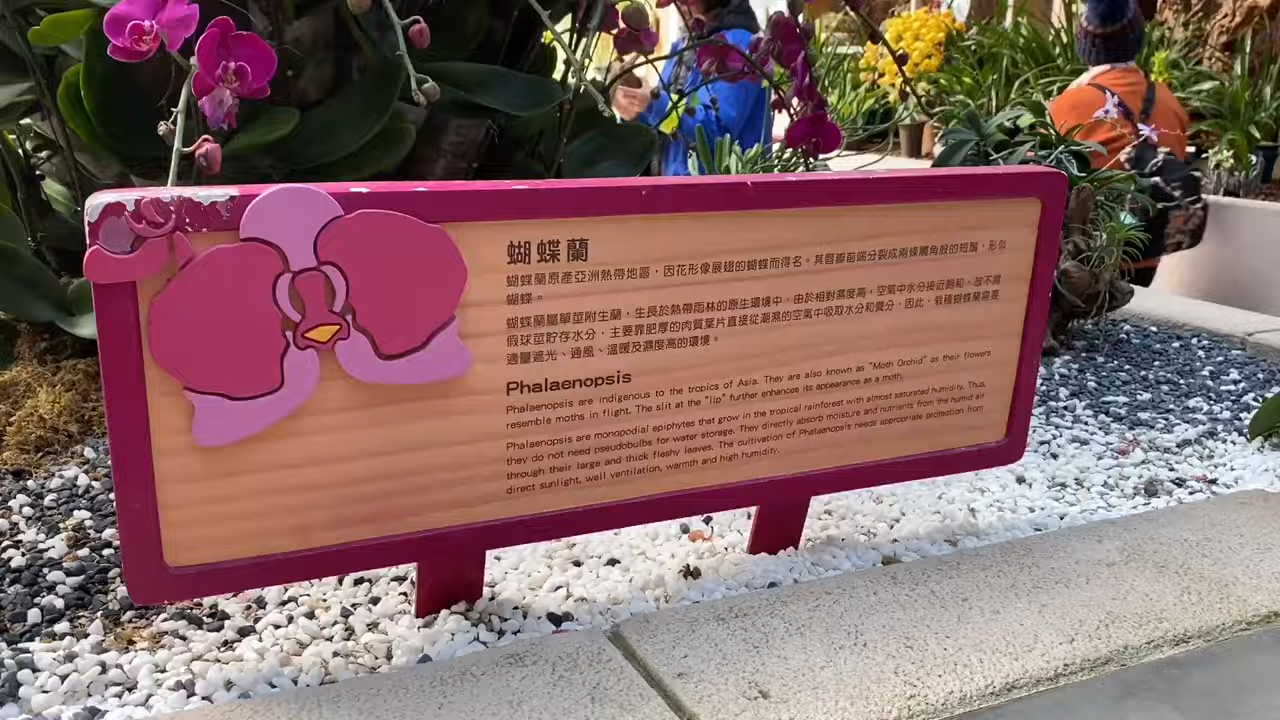 蝴蝶蘭
蝴蝶蘭原產亞洲熱帶地區，因花形像展翅的蝴蝶而得名。其唇瓣前端分裂成兩條觸角般的短鬚，形似
蝴蝶。
蝴蝶蘭屬單莖附生蘭，生長於熱帶雨林的原生環境中，由於相對濕度高，空氣中水分接近飽和，故不需
假球莖貯存水分，主要靠肥厚的肉質葉片直接從潮濕的空氣中吸取水分和養分，因此，栽種蝴蝶蘭需要
適量遮光、通風、溫暖及濕度高的環境。
Phalaenopsis
Phalaenopsis are indigenous to the tropics of Asia. They are also known as "Moth Orchid" as their flowers
resemble moths in flight. The slit at the "lip" further enhances its appearance as a moth.
Phalaenopsis are monopodial epiphytes that grow in the tropical rainforest with almost saturated humidity. Thus,
they do not need pseudobulbs for water storage. They directly absorb moisture and nutrients from the humid air
through their large and thick fleshy leaves. The cultivation of Phalaenopsis needs appropriate protection from
direct sunlight, well ventilation, warmth and high humidity.